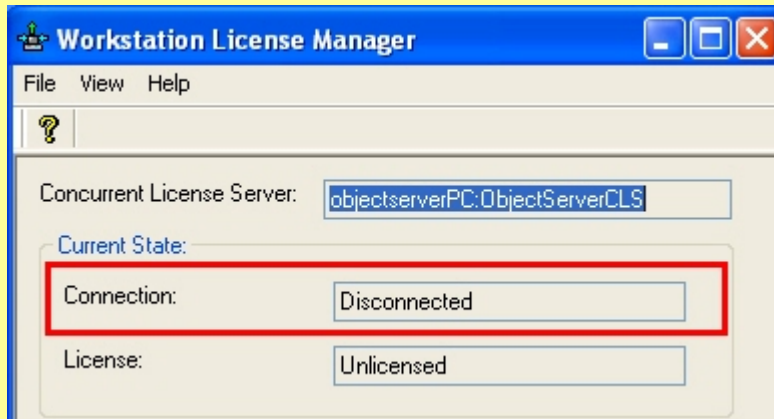 Workstation License Manager
File View Help
Concurrent License Server: objectserverPC:ObjectServerCLS
Current State:
Connection: Disconnected
License: Unlicensed